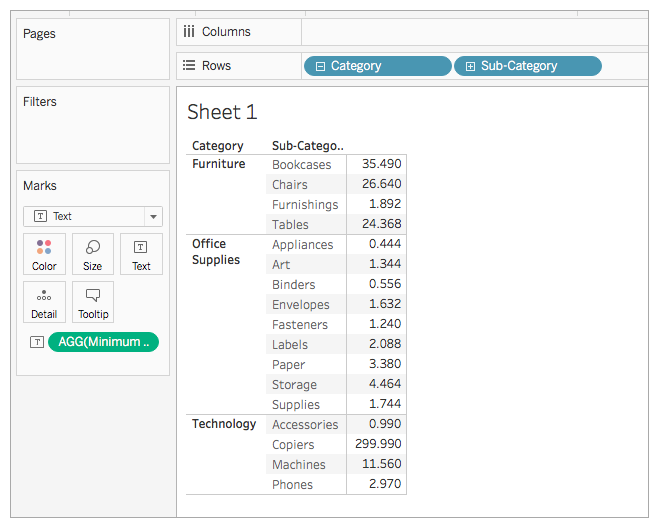 Pages
Columns
Rows
Category
Sub-Category
Filters
Sheet 1
Category Sub-Catego..
Furniture Bookcases 35.490
Chairs 26.640
Furnishings 1.892
Tables 24.368
Office Supplies Appliances 0.444
Art 1.344
Binders 0.556
Envelopes 1.632
Fasteners 1.240
Labels 2.088
Paper 3.380
Storage 4.464
Supplies 1.744
Technology Accessories 0.990
Copiers 299.990
Machines 11.560
Phones 2.970
Marks
T Text
Color Size T Text
Detail Tooltip
T AGG(Minimum ..